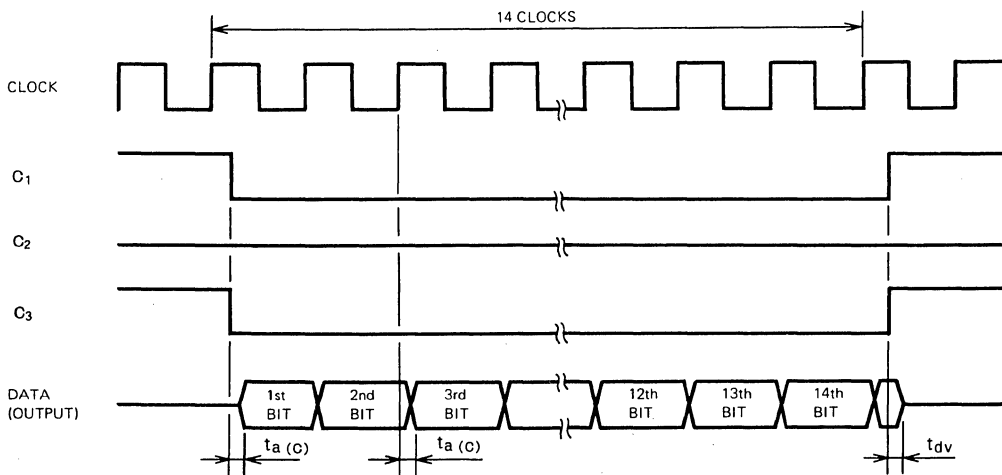 14 CLOCKS
CLOCK
C1
C2
C3
DATA
(OUTPUT)
1st
BIT
2nd
BIT
3rd
BIT
12th
BIT
13th
BIT
14th
BIT
ta (C)
ta (C)
tdv